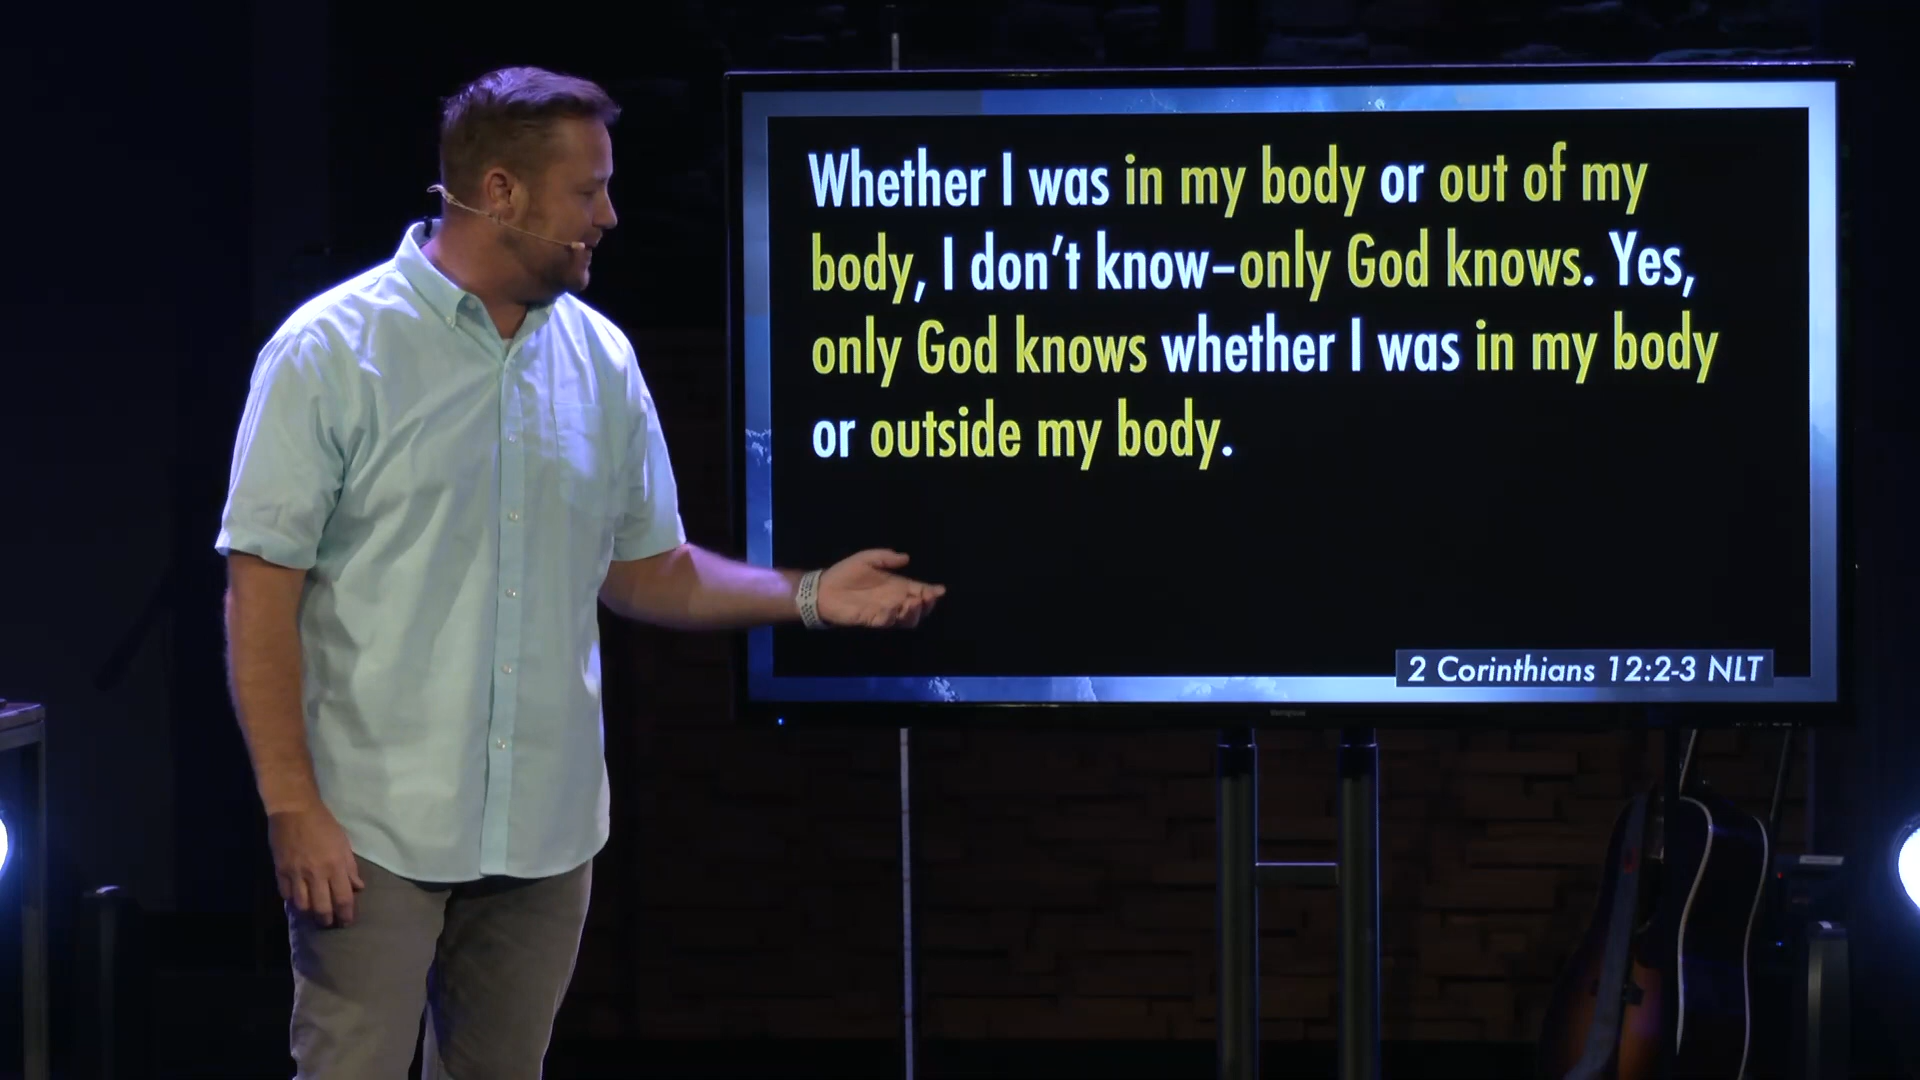 Whether I was in my body or out of my
body, I don't know–only God knows. Yes,
only God knows whether I was in my body
or outside my body.
2 Corinthians 12:2-3 NLT